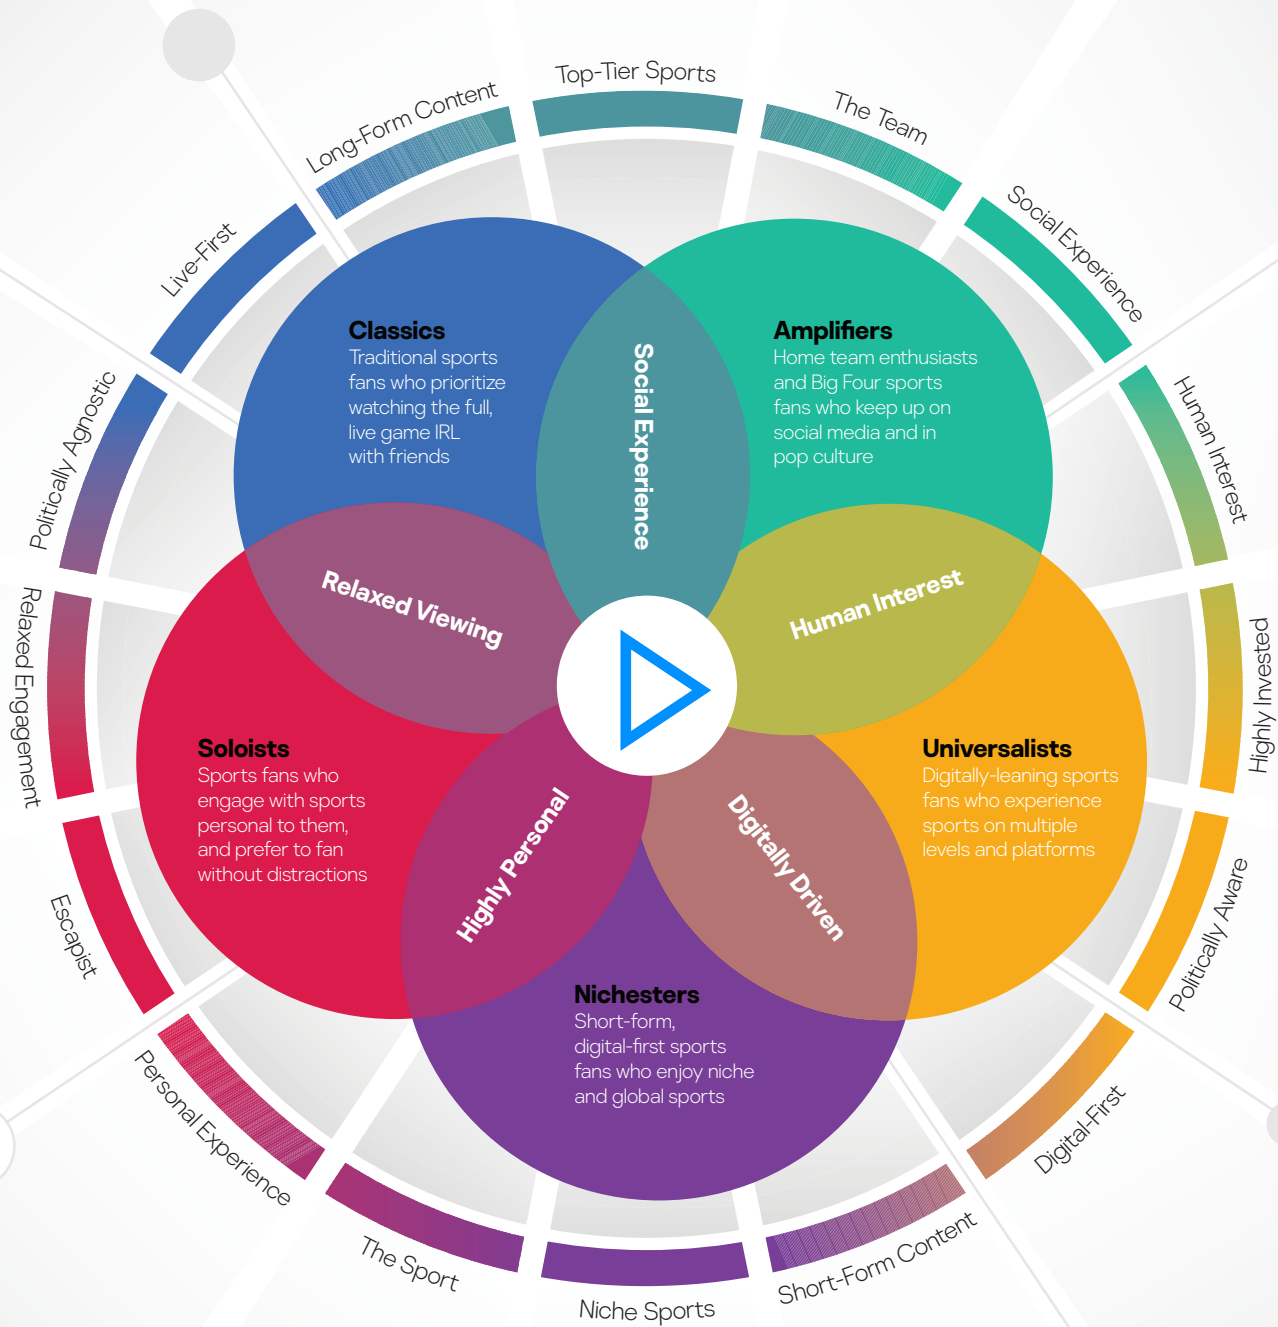 Top-Tier Sports
The Team
Social Experience
Human Interest
Highly Invested
Politically Aware
Digital-First
Short-Form Content
Niche Sports
The Sport
Personal Experience
Escapist
Relaxed Engagement
Politically Agnostic
Live-First
Long-Form Content
Classics
Traditional sports
fans who prioritize
watching the full,
live game IRL
with friends
Social Experience
Amplifiers
Home team enthusiasts
and Big Four sports
fans who keep up on
social media and in
pop culture
Relaxed Viewing
Human Interest
Soloists
Sports fans who
engage with sports
personal to them,
and prefer to fan
without distractions
Highly Personal
Digitally Driven
Universalists
Digitally-leaning sports
fans who experience
sports on multiple
levels and platforms
Nichesters
Short-form,
digital-first sports
fans who enjoy niche
and global sports